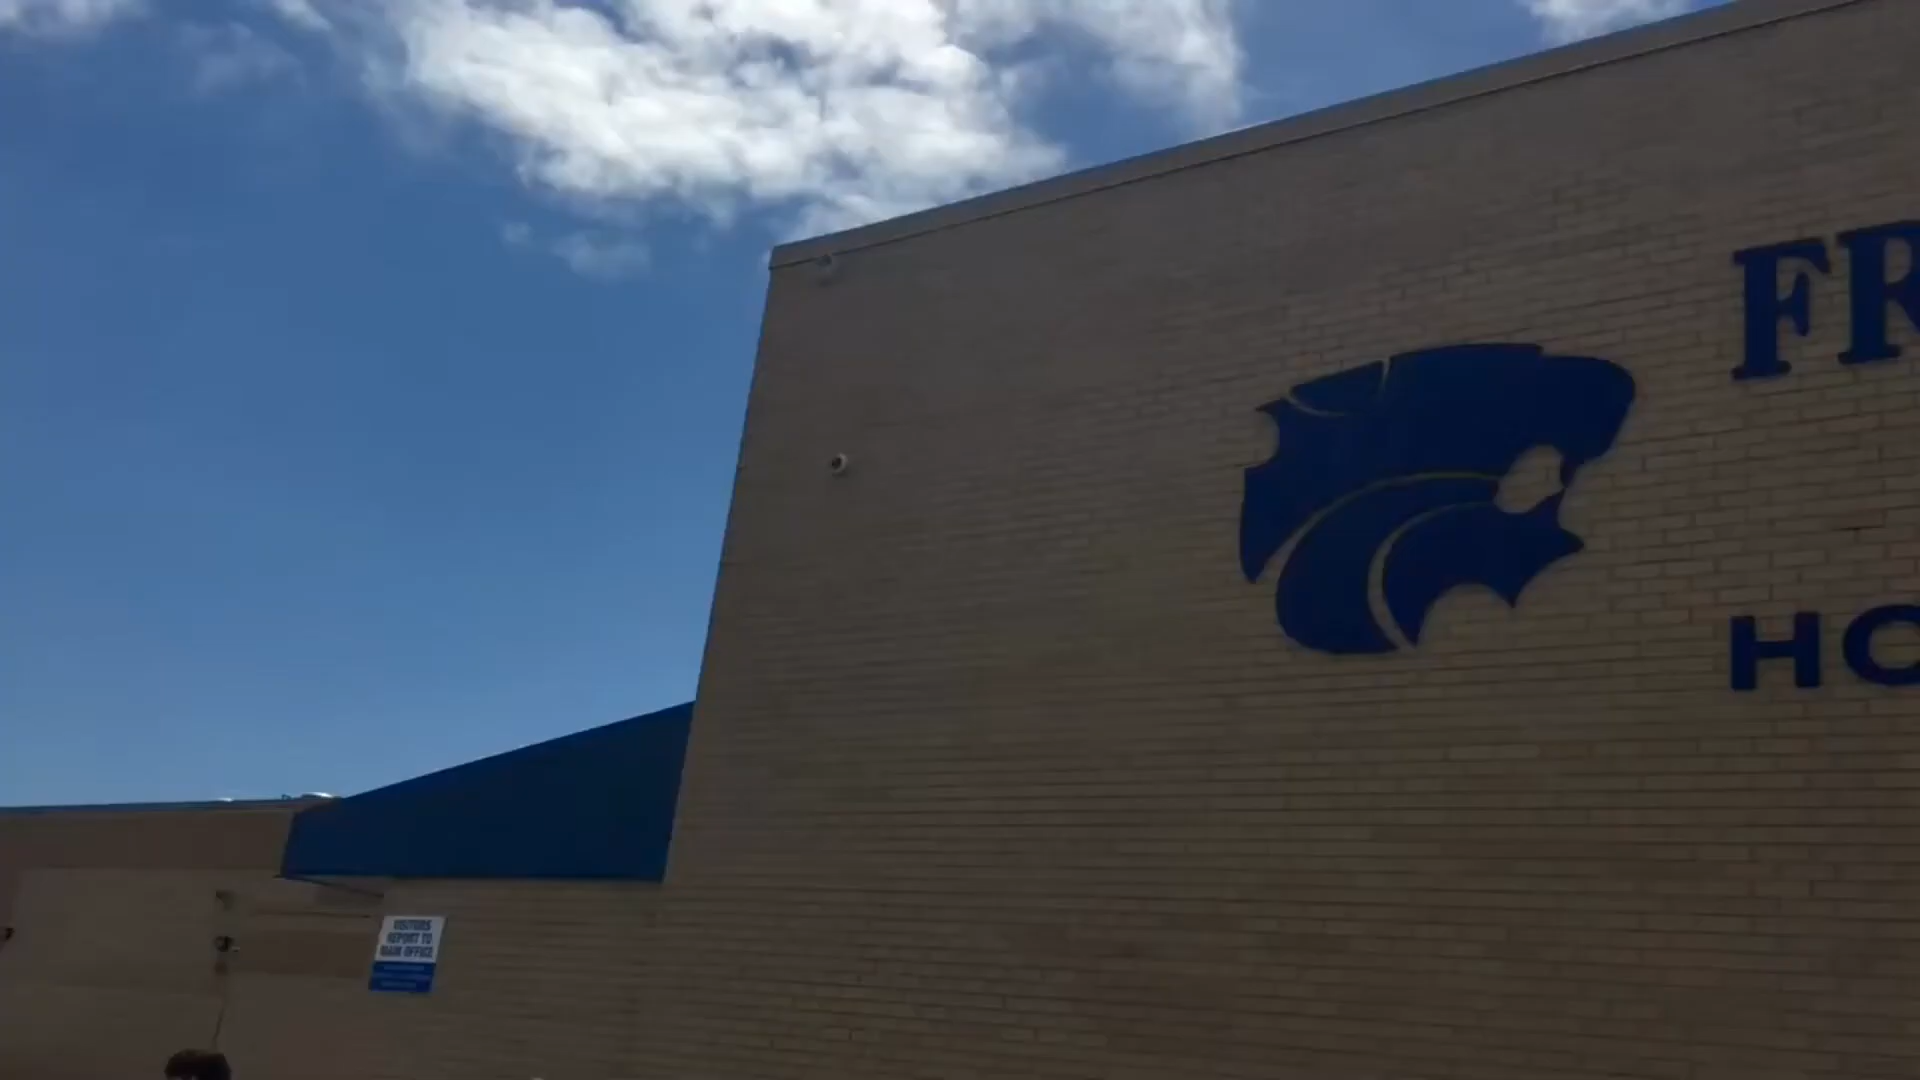 FR
HO
VISITORS
REPORT TO
MAIN OFFICE